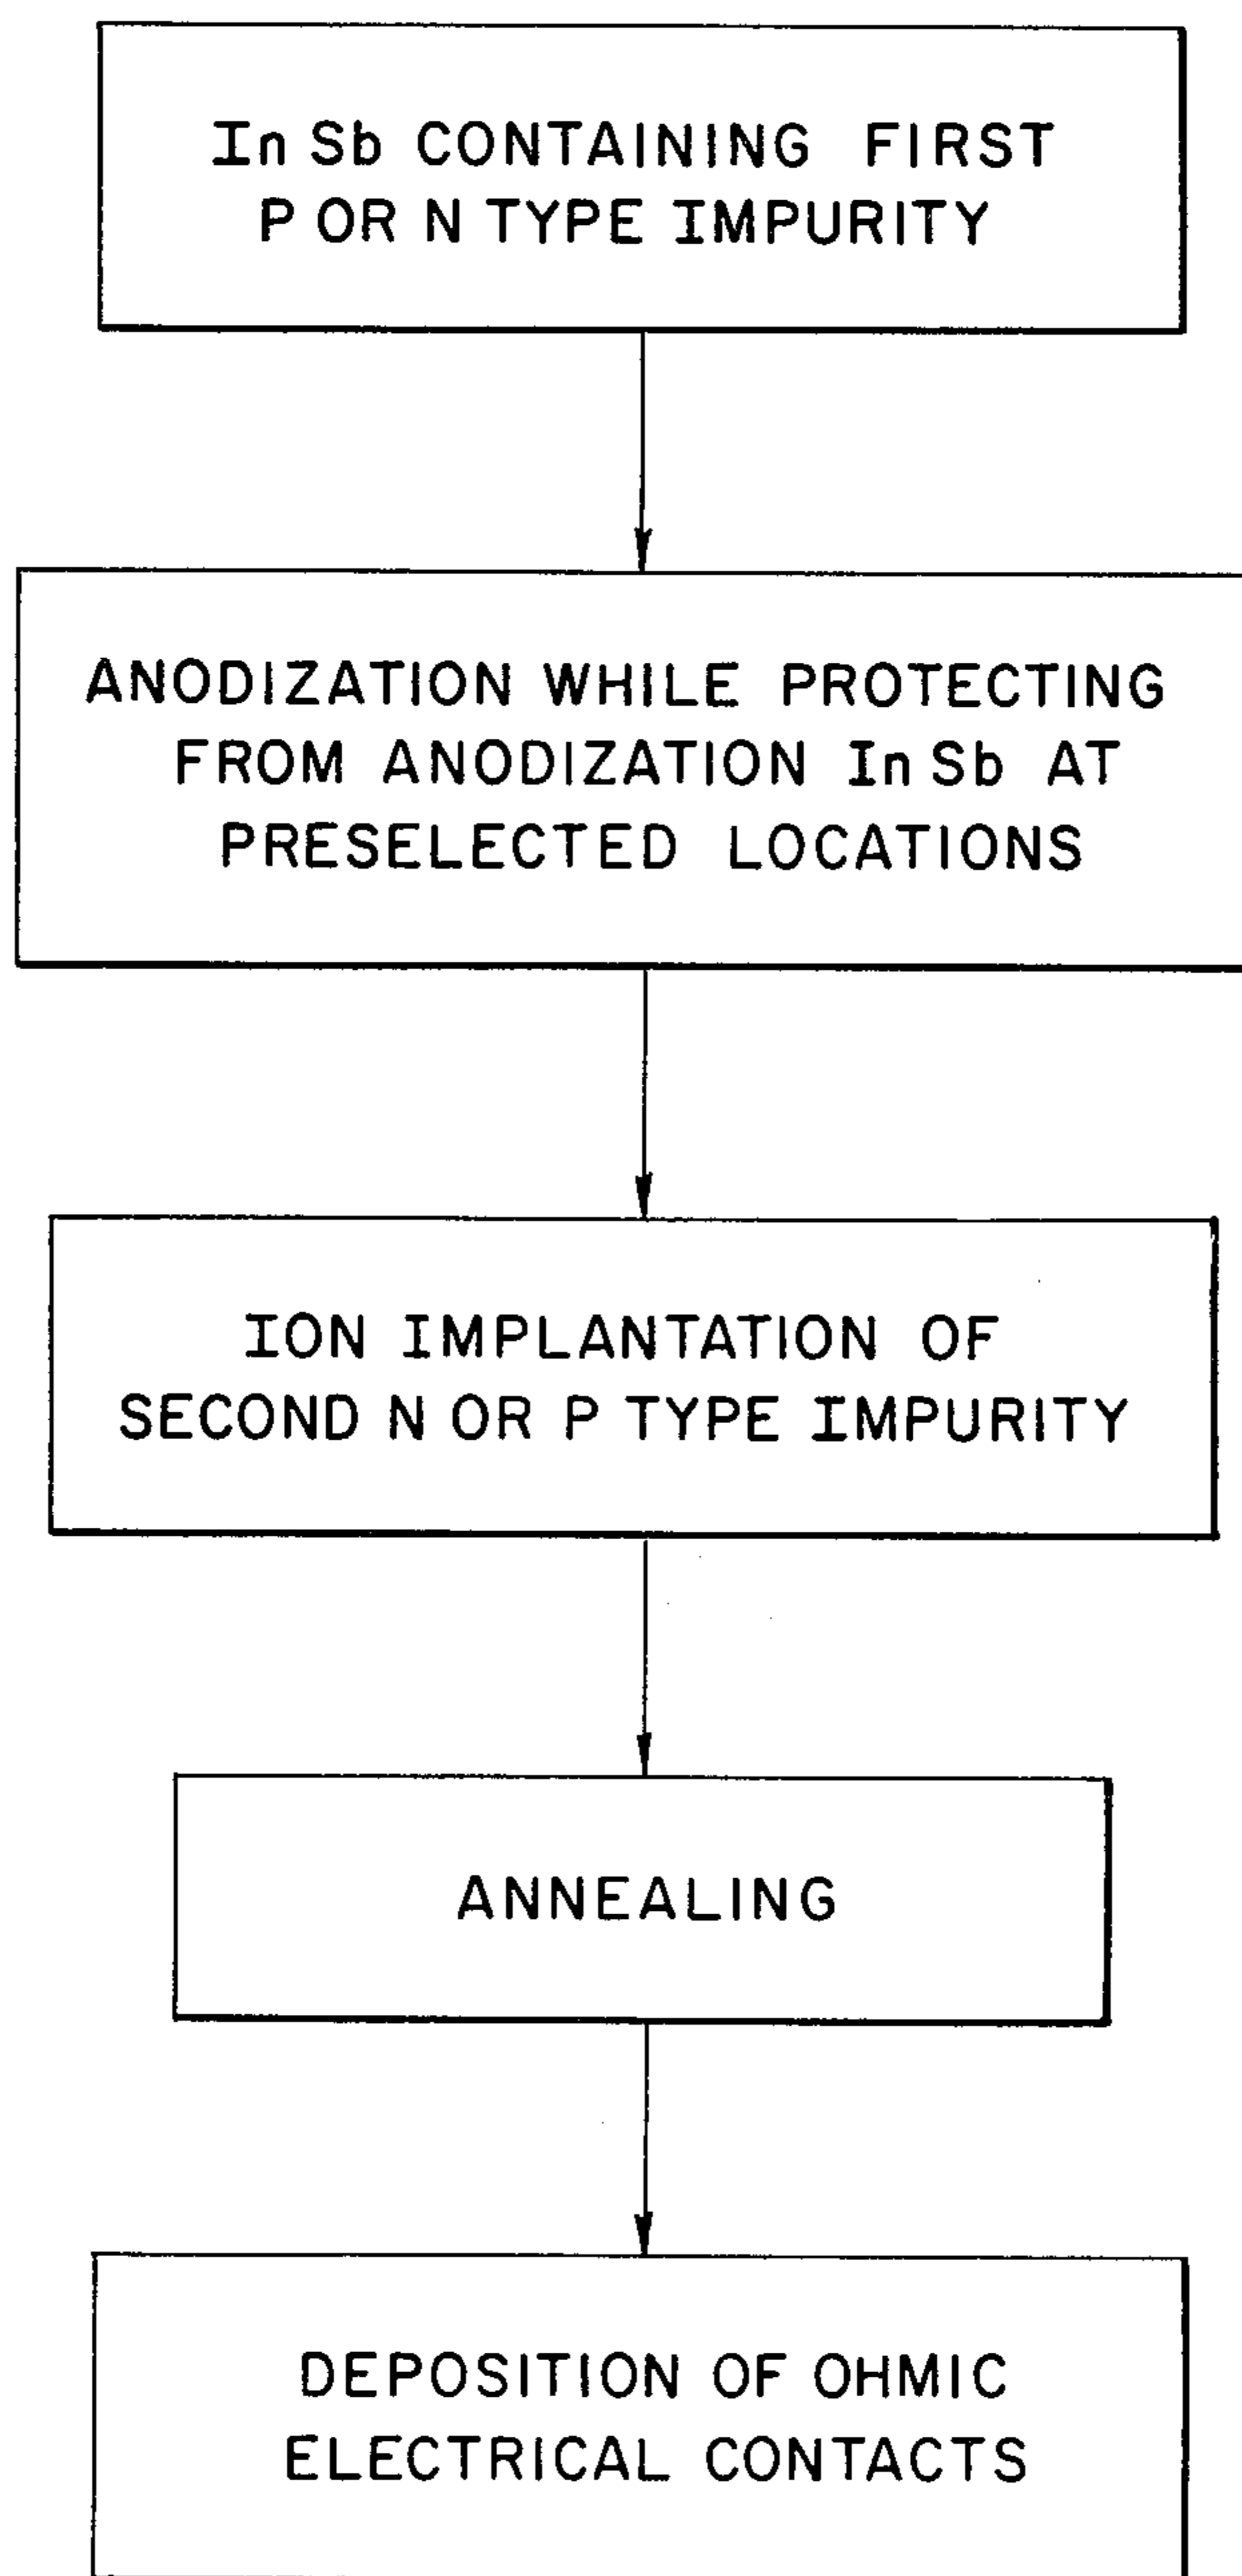 In Sb CONTAINING FIRST
P OR N TYPE IMPURITY
ANODIZATION WHILE PROTECTING
FROM ANODIZATION In Sb AT
PRESELECTED LOCATIONS
ION IMPLANTATION OF
SECOND N OR P TYPE IMPURITY
ANNEALING
DEPOSITION OF OHMIC
ELECTRICAL CONTACTS